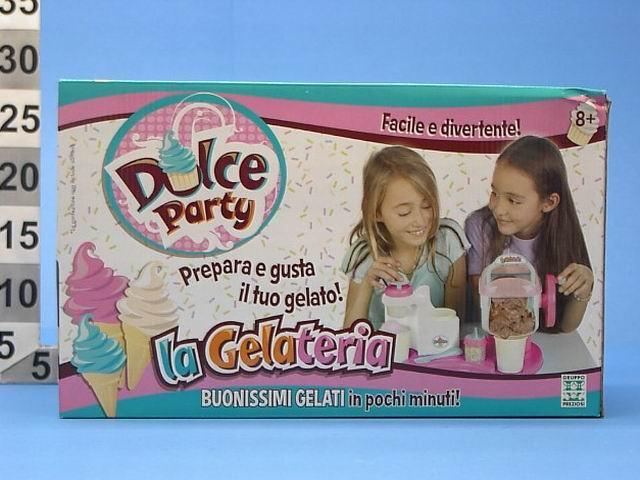 35
30
25
20
15
10
5
5
Facile e divertente!
8+
Dolce
Party
Prepara e gusta
il tuo gelato!
la Gelateria
BUONISSIMI GELATI in pochi minuti!
GRUPPO
PREZIOSI